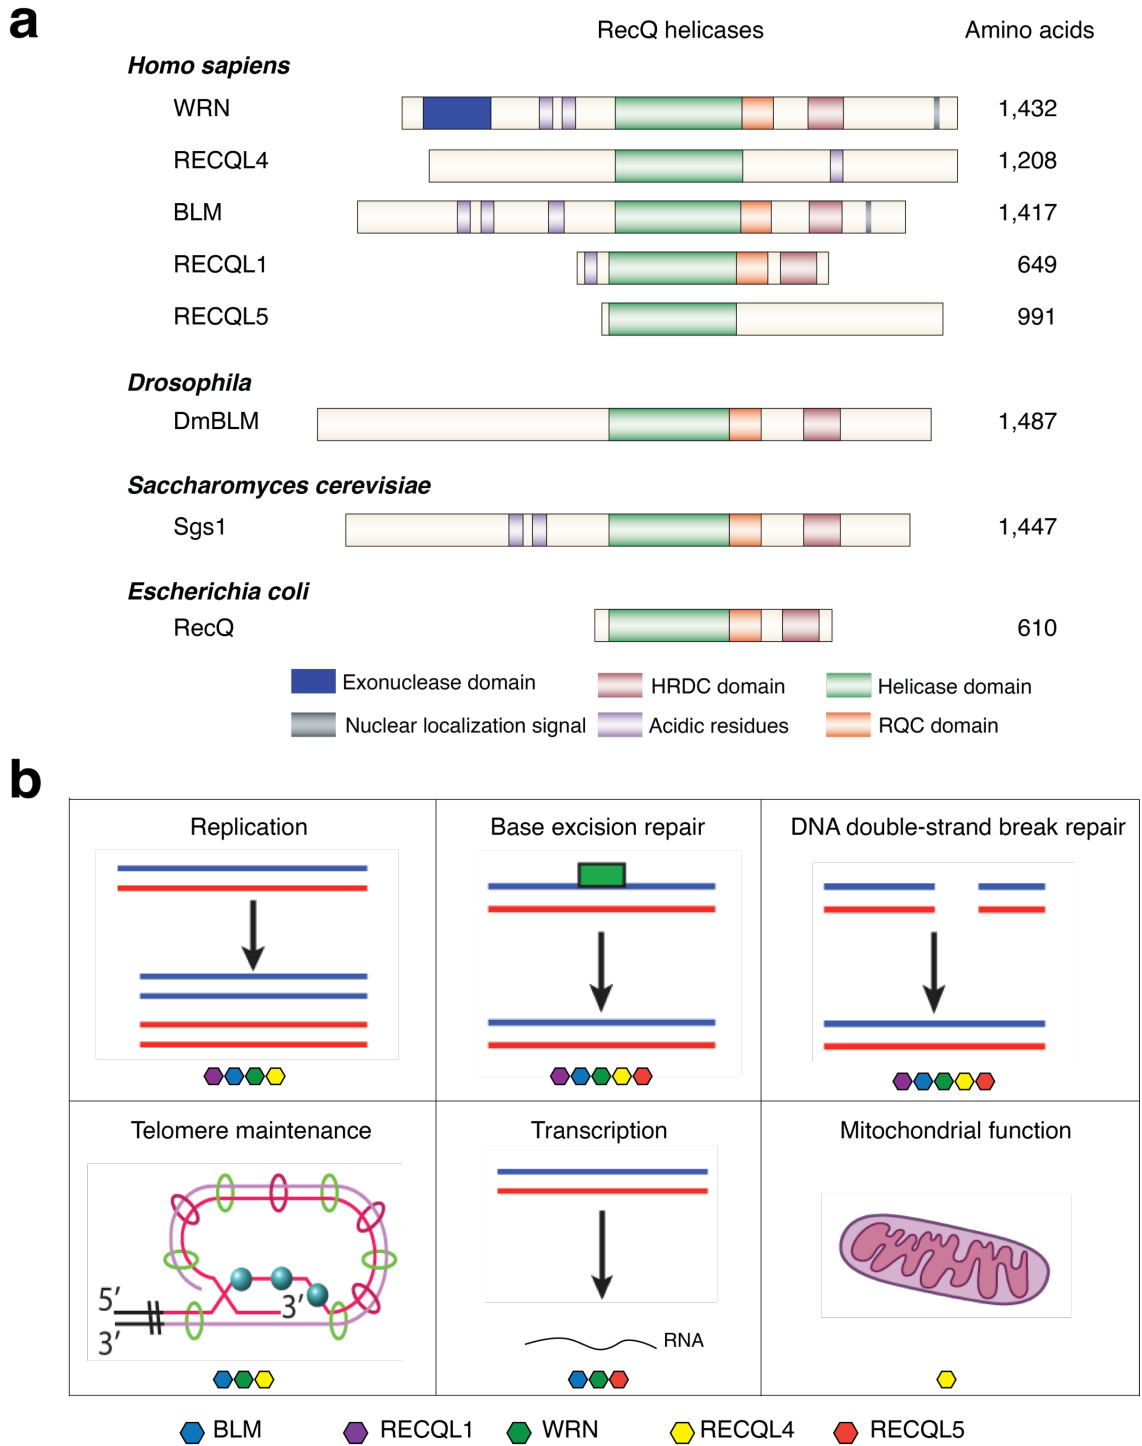 a
RecQ helicases Amino acids
Homo sapiens
WRN 1,432
RECQL4 1,208
BLM 1,417
RECQL1 649
RECQL5 991
Drosophila
DmBLM 1,487
Saccharomyces cerevisiae
Sgs1 1,447
Escherichia coli
RecQ 610
Exonuclease domain HRDC domain Helicase domain
Nuclear localization signal Acidic residues RQC domain
b
Replication Base excision repair DNA double-strand break repair
Telomere maintenance Transcription Mitochondrial function
5′ 3′
3′
RNA
BLM RECQL1 WRN RECQL4 RECQL5